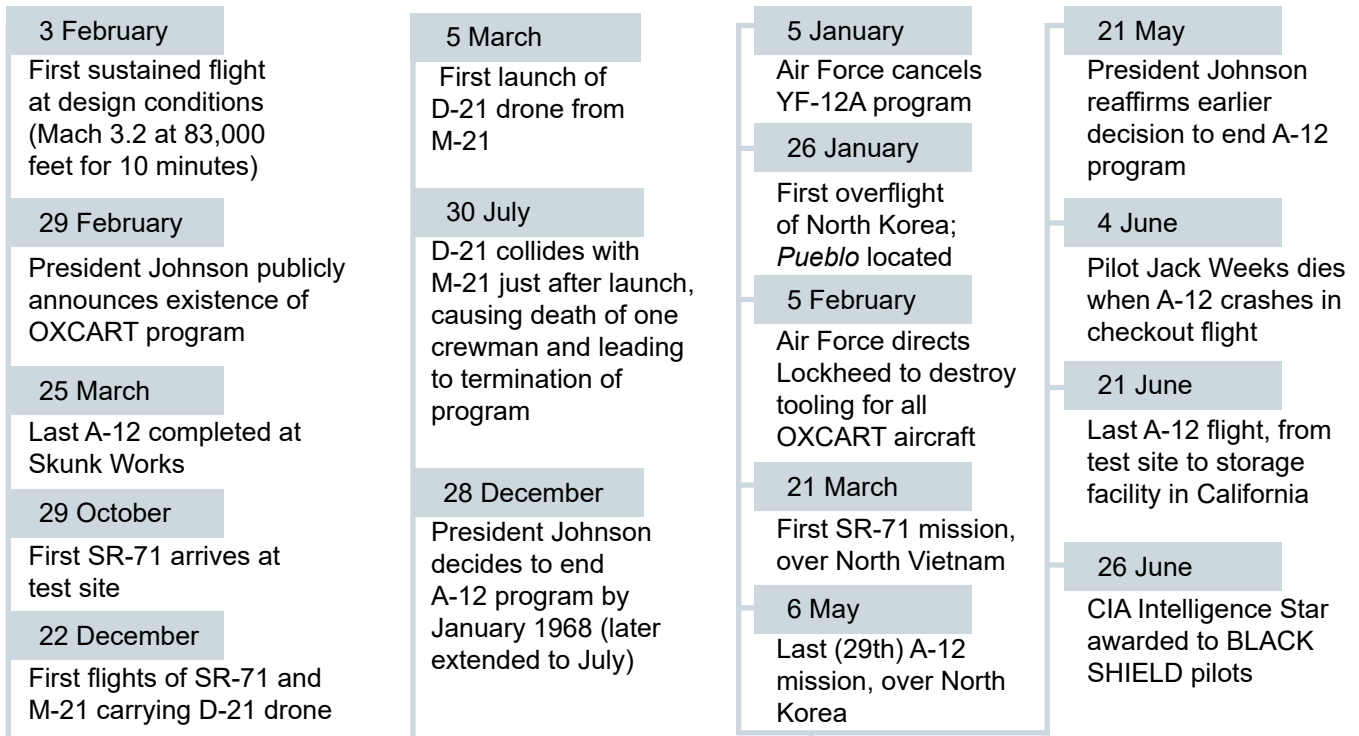 3 February
First sustained flight
at design conditions
(Mach 3.2 at 83,000
feet for 10 minutes)
29 February
President Johnson publicly
announces existence of
OXCART program
25 March
Last A-12 completed at
Skunk Works
29 October
First SR-71 arrives at
test site
22 December
First flights of SR-71 and
M-21 carrying D-21 drone
5 March
First launch of
D-21 drone from
M-21
30 July
D-21 collides with
M-21 just after launch,
causing death of one
crewman and leading
to termination of
program
28 December
President Johnson
decides to end
A-12 program by
January 1968 (later
extended to July)
5 January
Air Force cancels
YF-12A program
26 January
First overflight
of North Korea;
Pueblo located
5 February
Air Force directs
Lockheed to destroy
tooling for all
OXCART aircraft
21 March
First SR-71 mission,
over North Vietnam
6 May
Last (29th) A-12
mission, over North
Korea
21 May
President Johnson
reaffirms earlier
decision to end A-12
program
4 June
Pilot Jack Weeks dies
when A-12 crashes in
checkout flight
21 June
Last A-12 flight, from
test site to storage
facility in California
26 June
CIA Intelligence Star
awarded to BLACK
SHIELD pilots